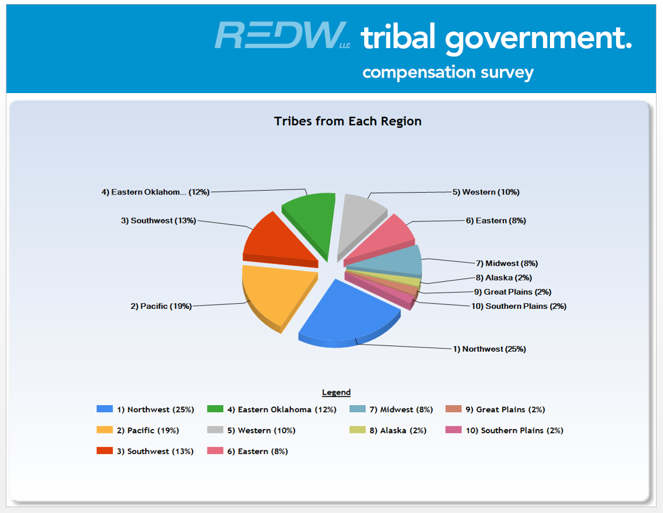 REDW LLC tribal government.
compensation survey
Tribes from Each Region
4) Eastern Oklahom... (12%)
5) Western (10%)
3) Southwest (13%)
6) Eastern (8%)
7) Midwest (8%)
8) Alaska (2%)
9) Great Plains (2%)
2) Pacific (19%)
10) Southern Plains (2%)
1) Northwest (25%)
Legend
1) Northwest (25%) 4) Eastern Oklahoma (12%) 7) Midwest (8%) 9) Great Plains (2%)
2) Pacific (19%) 5) Western (10%) 8) Alaska (2%) 10) Southern Plains (2%)
3) Southwest (13%) 6) Eastern (8%)